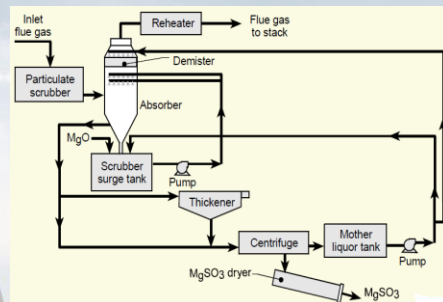 Inlet
flue gas
Reheater
Flue gas
to stack
Demister
Particulate
scrubber
Absorber
MgO
Scrubber
surge tank
Pump
Thickener
Centrifuge
Mother
liquor tank
Pump
MgSO3 dryer
MgSO3